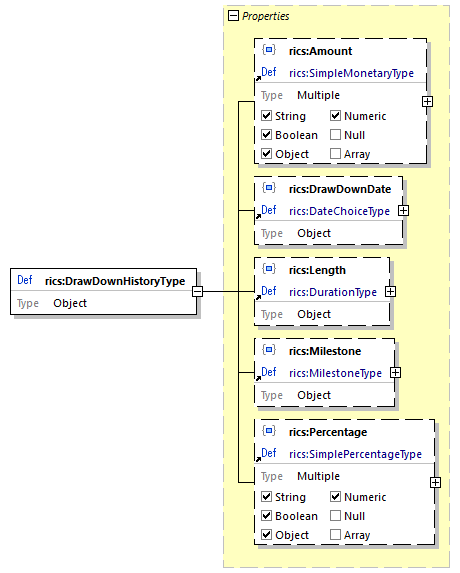 Properties
rics:Amount
Def rics:SimpleMonetaryType
Type Multiple
String Numeric
Boolean Null
Object Array
rics:DrawDownDate
Def rics:DateChoiceType
Type Object
Def rics:DrawDownHistoryType
Type Object
rics:Length
Def rics:DurationType
Type Object
rics:Milestone
Def rics:MilestoneType
Type Object
rics:Percentage
Def rics:SimplePercentageType
Type Multiple
String Numeric
Boolean Null
Object Array